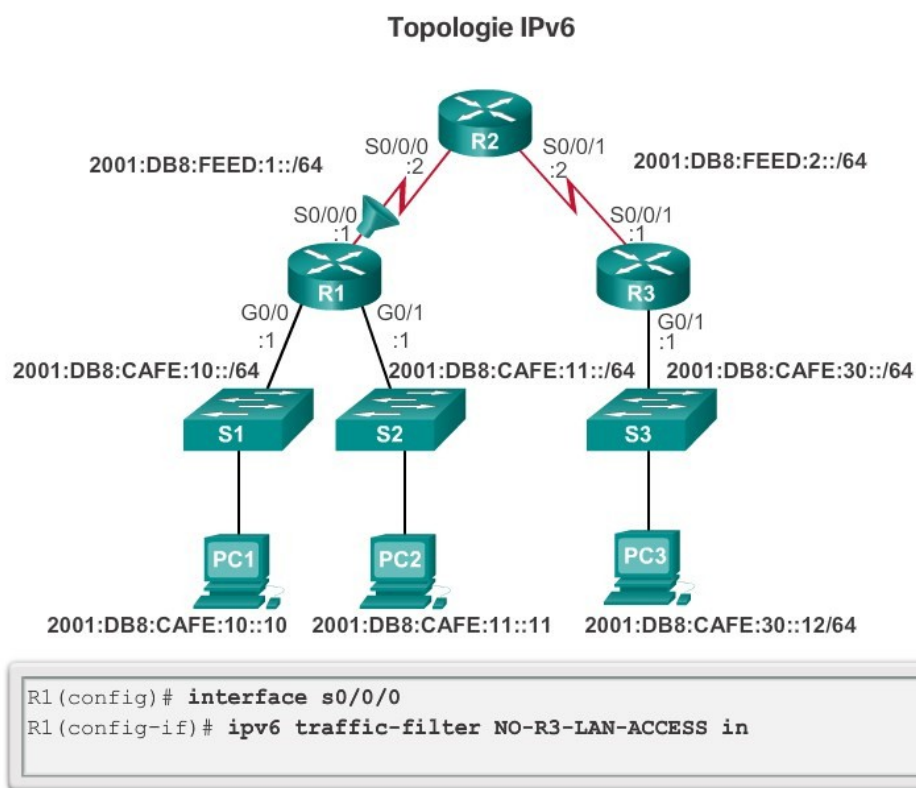 Topologie IPv6
R2
S0/0/0
:2
S0/0/1
:2
2001:DB8:FEED:1::/64
2001:DB8:FEED:2::/64
S0/0/0
:1
S0/0/1
:1
R1
R3
G0/0
:1
G0/1
:1
G0/1
:1
2001:DB8:CAFE:10::/64
2001:DB8:CAFE:11::/64
2001:DB8:CAFE:30::/64
S1
S2
S3
PC1
PC2
PC3
2001:DB8:CAFE:10::10
2001:DB8:CAFE:11::11
2001:DB8:CAFE:30::12/64
R1(config)# interface s0/0/0
R1(config-if)# ipv6 traffic-filter NO-R3-LAN-ACCESS in